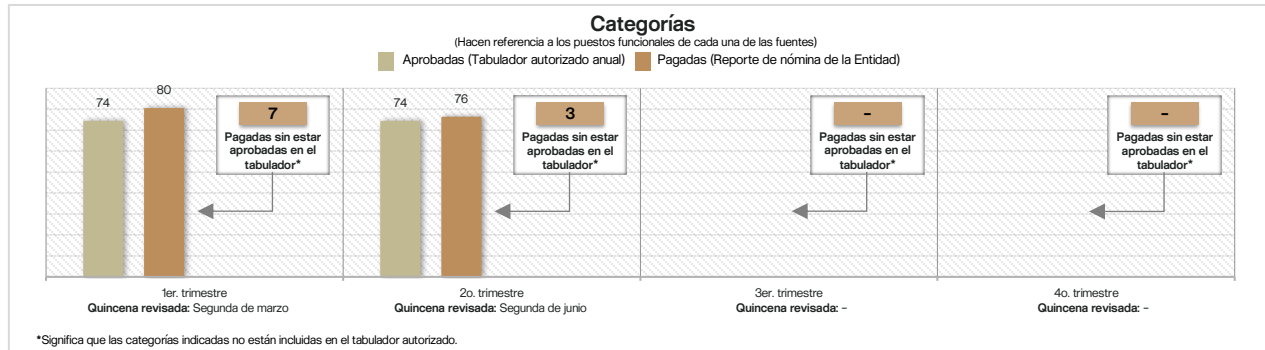 Categorías
(Hacen referencia a los puestos funcionales de cada una de las fuentes)
Aprobadas (Tabulador autorizado anual) Pagadas (Reporte de nómina de la Entidad)
74
80
7
Pagadas sin estar
aprobadas en el
tabulador*
74
76
3
Pagadas sin estar
aprobadas en el
tabulador*
-
Pagadas sin estar
aprobadas en el
tabulador*
-
Pagadas sin estar
aprobadas en el
tabulador*
1er. trimestre
Quincena revisada: Segunda de marzo
2o. trimestre
Quincena revisada: Segunda de junio
3er. trimestre
Quincena revisada: -
4o. trimestre
Quincena revisada: -
*Significa que las categorías indicadas no están incluidas en el tabulador autorizado.